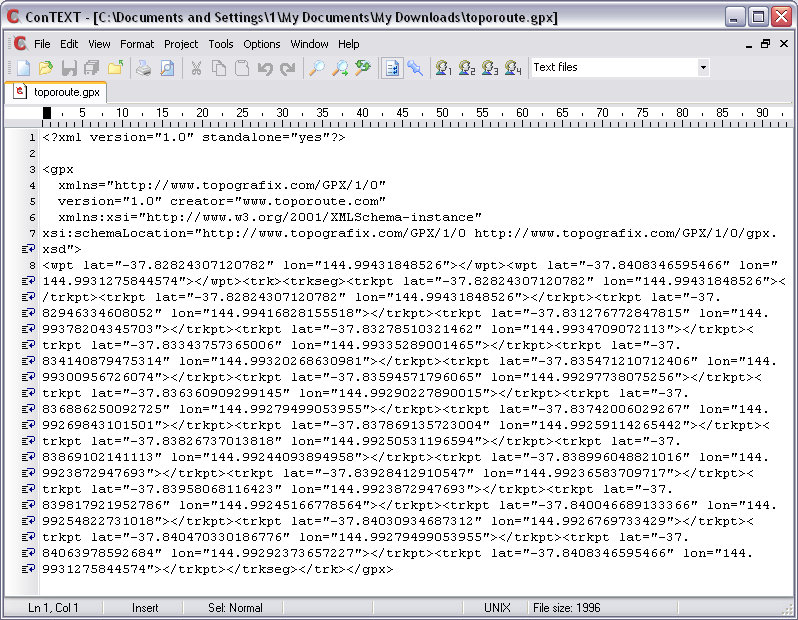 ConTEXT - [C:\Documents and Settings\1\My Documents\My Downloads\toporoute.gpx]
File Edit View Format Project Tools Options Window Help
1 2 3 4 Text files
toporoute.gpx
5 10 15 20 25 30 35 40 45 50 55 60 65 70 75 80 85 90
1 <?xml version="1.0" standalone="yes"?>
2
3 <gpx
4 xmlns="http://www.topografix.com/GPX/1/0"
5 version="1.0" creator="www.toporoute.com"
6 xmlns:xsi="http://www.w3.org/2001/XMLSchema-instance"
7 xsi:schemaLocation="http://www.topografix.com/GPX/1/0 http://www.topografix.com/GPX/1/0/gpx.
xsd">
8 <wpt lat="-37.82824307120782" lon="144.99431848526"></wpt><wpt lat="-37.8408346595466" lon="
144.9931275844574"></wpt><trk><trkseg><trkpt lat="-37.82824307120782" lon="144.99431848526"><
/trkpt><trkpt lat="-37.82824307120782" lon="144.99431848526"></trkpt><trkpt lat="-37.
82946334608052" lon="144.99416828155518"></trkpt><trkpt lat="-37.831276772847815" lon="144.
99378204345703"></trkpt><trkpt lat="-37.83278510321462" lon="144.9934709072113"></trkpt><
trkpt lat="-37.83343757365006" lon="144.99335289001465"></trkpt><trkpt lat="-37.
834140879475314" lon="144.99320268630981"></trkpt><trkpt lat="-37.835471210712406" lon="144.
99300956726074"></trkpt><trkpt lat="-37.83594571796065" lon="144.99297738075256"></trkpt><
trkpt lat="-37.836360909299145" lon="144.99290227890015"></trkpt><trkpt lat="-37.
836886250092725" lon="144.99279499053955"></trkpt><trkpt lat="-37.83742006029267" lon="144.
99269843101501"></trkpt><trkpt lat="-37.837869135723004" lon="144.99259114265442"></trkpt><
trkpt lat="-37.83826737013818" lon="144.99250531196594"></trkpt><trkpt lat="-37.
83869102141113" lon="144.99244093894958"></trkpt><trkpt lat="-37.838996048821016" lon="144.
9923872947693"></trkpt><trkpt lat="-37.83928412910547" lon="144.99236583709717"></trkpt><
trkpt lat="-37.83958068116423" lon="144.9923872947693"></trkpt><trkpt lat="-37.
8398179219​52786" lon="144.99245166778564"></trkpt><trkpt lat="-37.840046689133366" lon="144.
99254822731018"></trkpt><trkpt lat="-37.84030934687312" lon="144.9926769733429"></trkpt><
trkpt lat="-37.840470330186776" lon="144.99279499053955"></trkpt><trkpt lat="-37.
84063978592684" lon="144.99292373657227"></trkpt><trkpt lat="-37.8408346595466" lon="144.
9931275844574"></trkpt></trkseg></trk></gpx>
Ln 1, Col 1 Insert Sel: Normal UNIX File size: 1996